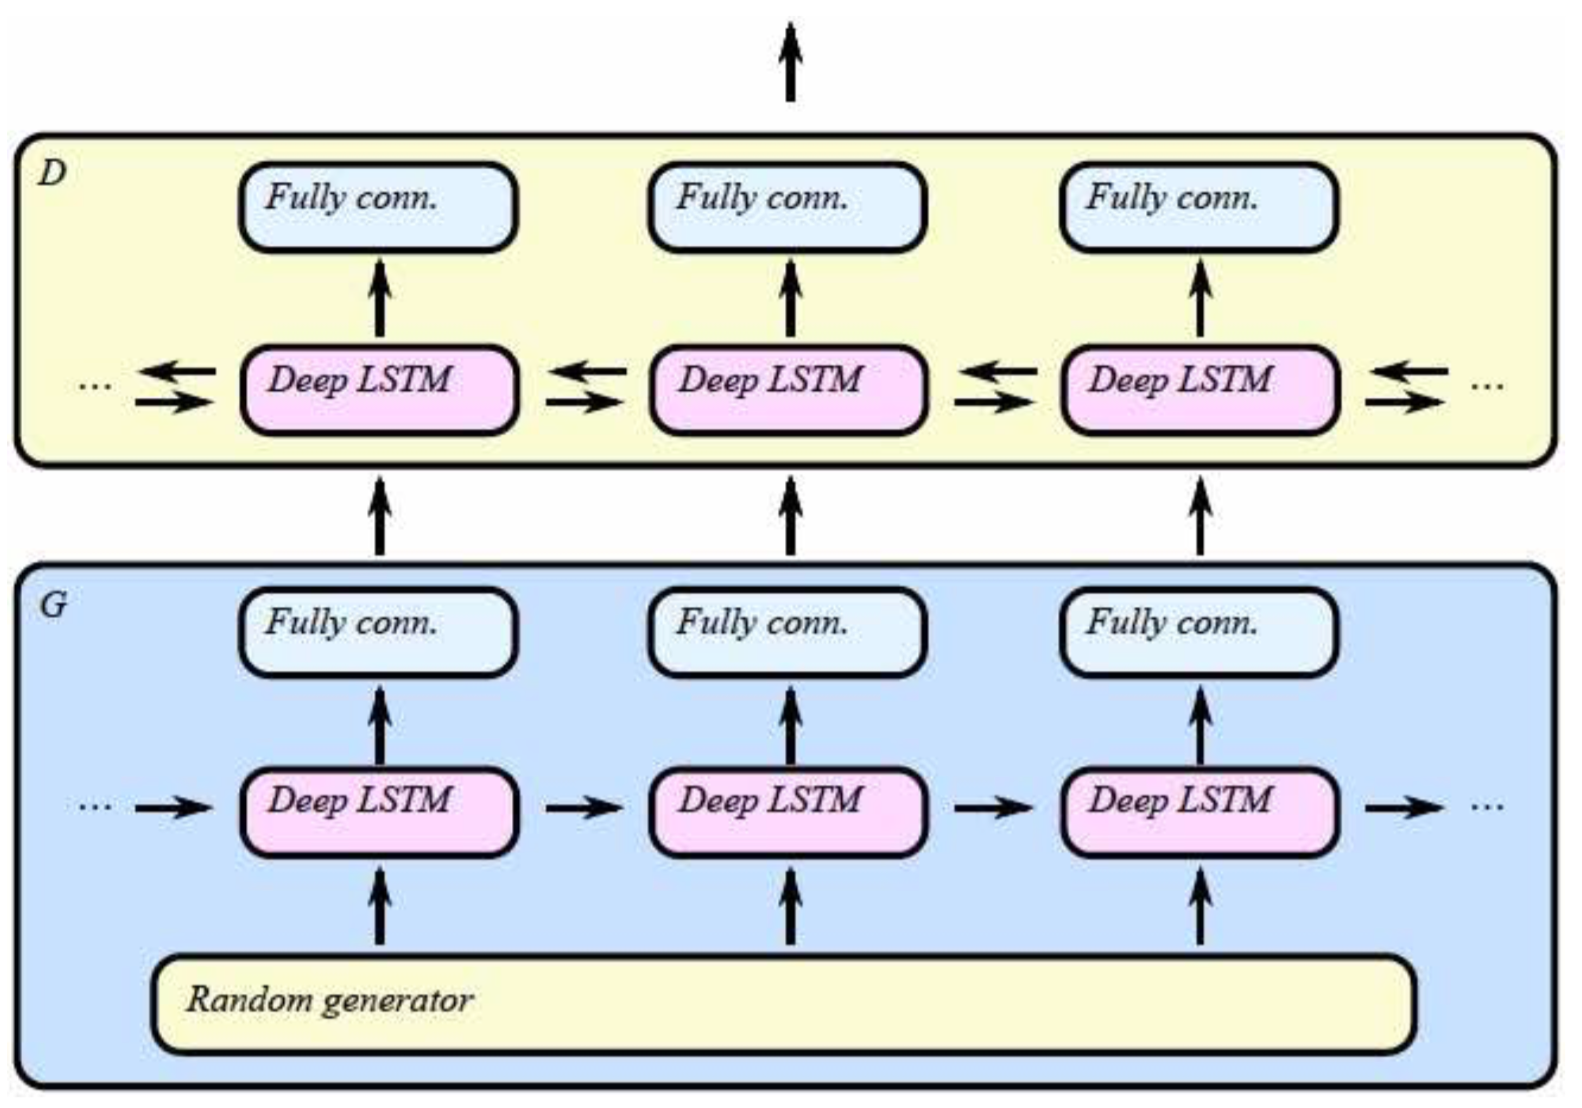 D
Fully conn. Fully conn. Fully conn.
... Deep LSTM Deep LSTM Deep LSTM ...
G
Fully conn. Fully conn. Fully conn.
... Deep LSTM Deep LSTM Deep LSTM ...
Random generator